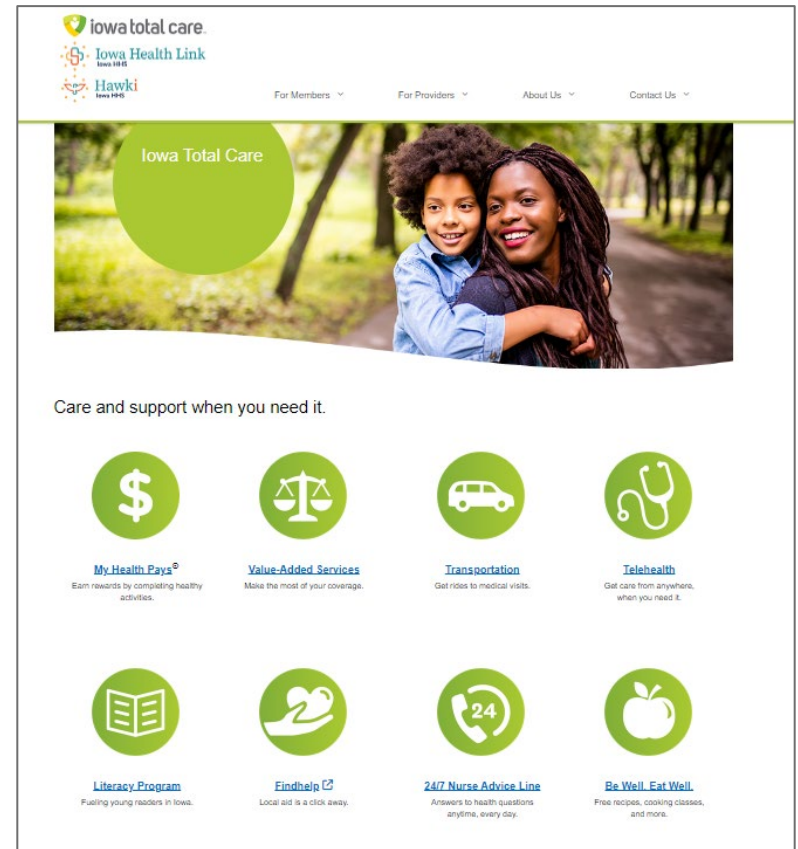 iowa total care.
Iowa Health Link
Iowa HHS
Hawki
Iowa HHS
For Members
For Providers
About Us
Contact Us
Iowa Total Care
Care and support when you need it.
$
My Health Pays®
Earn rewards by completing healthy
activities.
Value-Added Services
Make the most of your coverage.
Transportation
Get rides to medical visits.
Telehealth
Get care from anywhere,
when you need it.
Literacy Program
Fueling young readers in Iowa.
Findhelp
Local aid is a click away.
24
24/7 Nurse Advice Line
Answers to health questions
anytime, every day.
Be Well. Eat Well.
Free recipes, cooking classes,
and more.